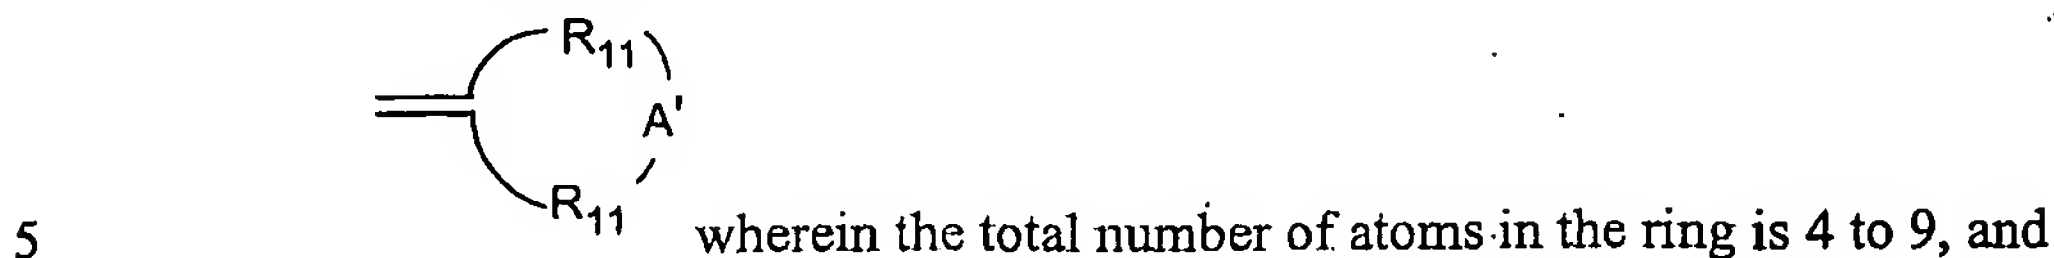 R11
A'
R11
5 wherein the total number of atoms in the ring is 4 to 9, and